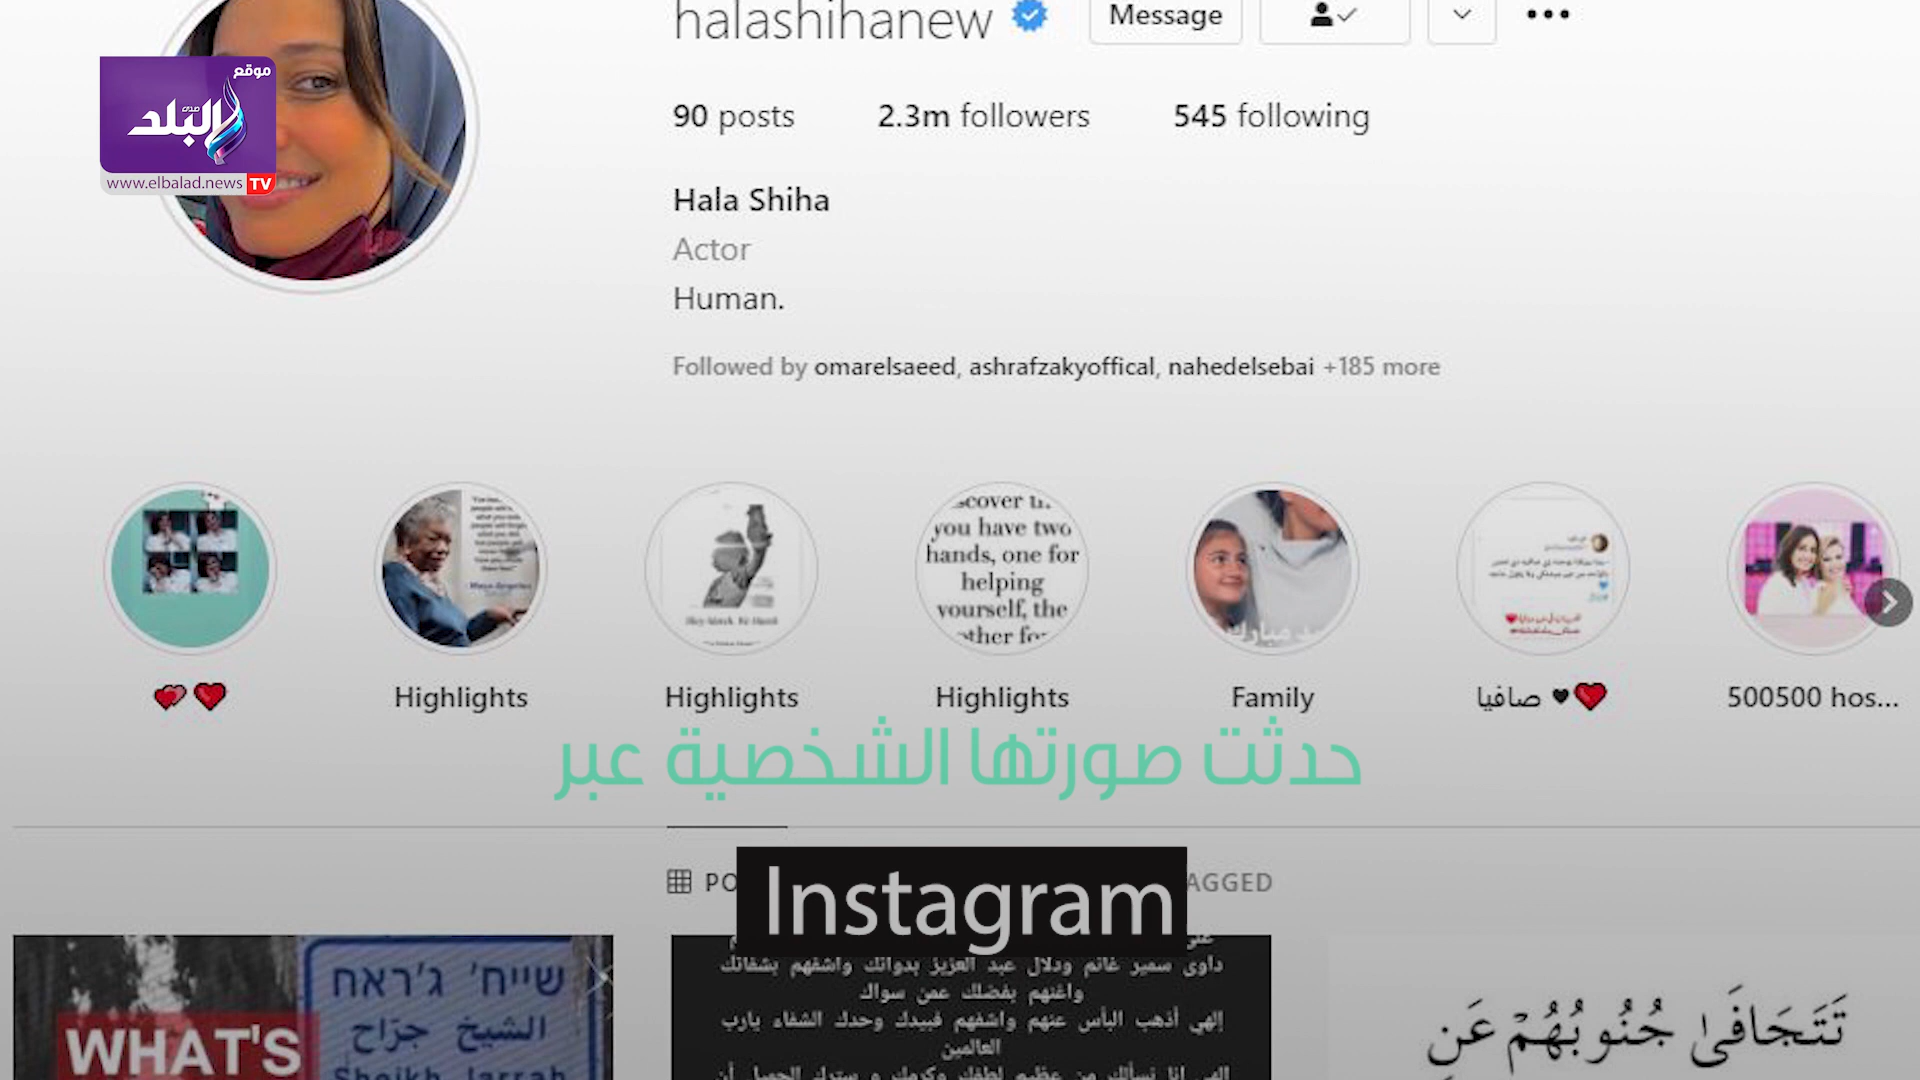 halashihanew
Message
موقع
صدى
البلد
www.elbalad.news TV
90 posts 2.3m followers 545 following
Hala Shiha
Actor
Human.
Followed by omarelsaeed, ashrafzakyoffical, nahedelsebai +185 more
you have two
hands, one for
helping
yourself, the
Highlights
Highlights
Highlights
Family
صافيا
500500 hos...
حدثت صورتها الشخصية عبر
Instagram
WHAT'S
שייח' ג'ראח
الشيخ جرّاح
Sheikh Jarrah
داوى سمير غانم ودلال عبد العزيز بدوائك واشفهم بشفائك
واغنهم بفضلك عمن سواك
إلهي أذهب البأس عنهم واشفهم فبيدك وحدك الشفاء يارب
العالمين
تَتَجَافَىٰ جُنُوبُهُمْ عَنِ